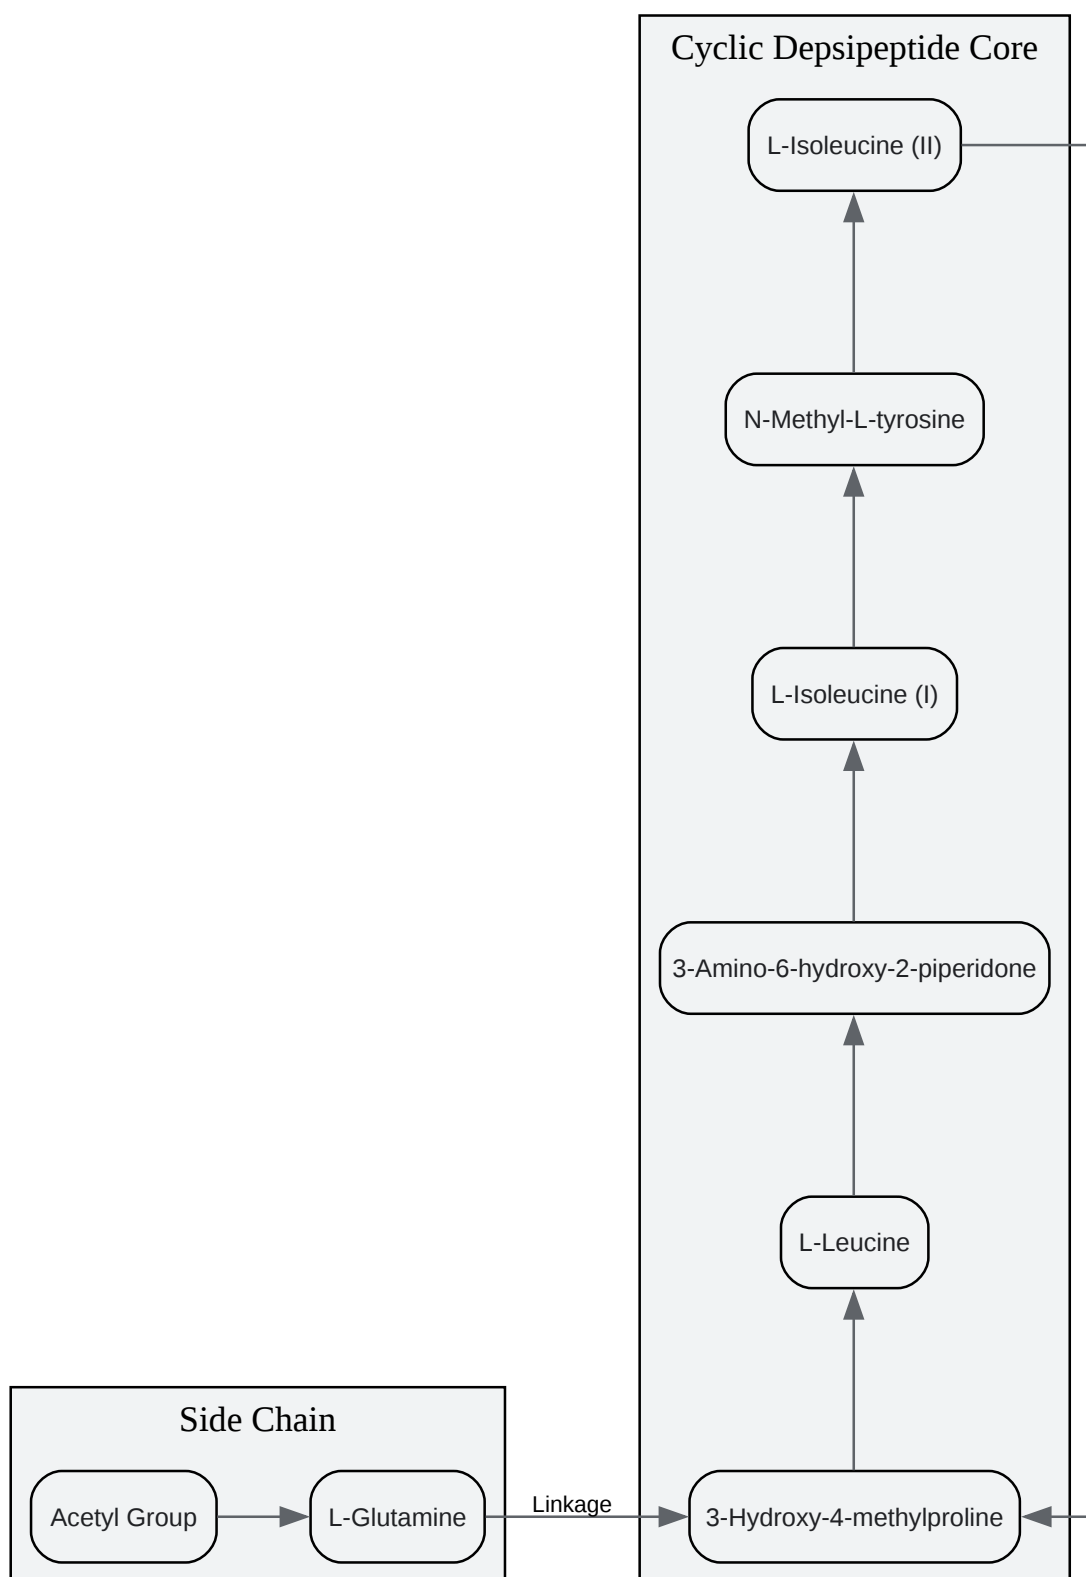 Cyclic Depsipeptide Core
L-Isoleucine (II)
N-Methyl-L-tyrosine
L-Isoleucine (I)
3-Amino-6-hydroxy-2-piperidone
L-Leucine
Side Chain
Acetyl Group
L-Glutamine
Linkage
3-Hydroxy-4-methylproline